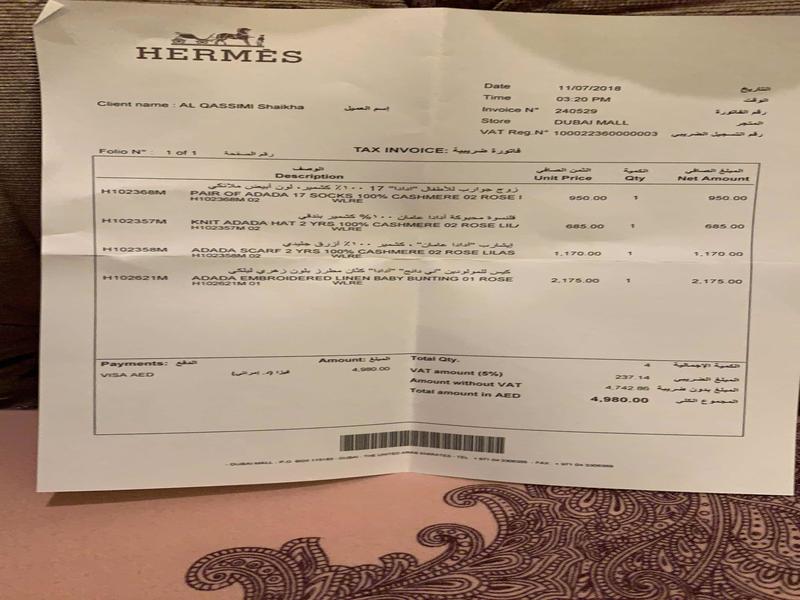 HERMES
Date 11/07/2018 التاريخ
Time 03:20 PM الوقت
Client name : AL QASSIMI Shaikha إسم العميل
Invoice N° 240529 رقم الفاتورة
Store DUBAI MALL المتجر
VAT Reg.N° 100022360000003 رقم التسجيل الضريبي
Folio N° : 1 of 1 رقم الصفحة TAX INVOICE: فاتورة ضريبية
الوصف الثمن الصافي الكمية المبلغ الصافي
Description Unit Price Qty Net Amount
زوج جوارب للأطفال "أدادا" 17 ١٠٠٪ كشمير، لون أبيض ملائكي
H102368M PAIR OF ADADA 17 SOCKS 100% CASHMERE 02 ROSE I 950.00 1 950.00
H102368M 02 WLRE
قلنسوة محبوكة أدادا عامان ١٠٠% كشمير بندقي
H102357M KNIT ADADA HAT 2 YRS 100% CASHMERE 02 ROSE LILA 685.00 1 685.00
H102357M 02 WLRE
إيشارب "أدادا عامان"، كشمير ١٠٠٪ أزرق جليدي
H102358M ADADA SCARF 2 YRS 100% CASHMERE 02 ROSE LILAS 1,170.00 1 1,170.00
H102358M 02 WLRE
كيس للمولودين "أدادا" كتان مطرز بلون زهري ليلكي
H102621M ADADA EMBROIDERED LINEN BABY BUNTING 01 ROSE 2,175.00 1 2,175.00
H102621M 01 WLRE
Payments: الدفع Amount: المبلغ Total Qty. 4 الكمية الإجمالية
VISA AED فيزا (د. إمراتي) 4,980.00 VAT amount (5%) 237.14 المبلغ الضريبي
Amount without VAT 4,742.86 المبلغ بدون ضريبة
Total amount in AED 4,980.00 المجموع الكلي
- DUBAI MALL - P.O. BOX - DUBAI - THE UNITED ARAB EMIRATES - TEL + 971 04 - FAX + 971 04